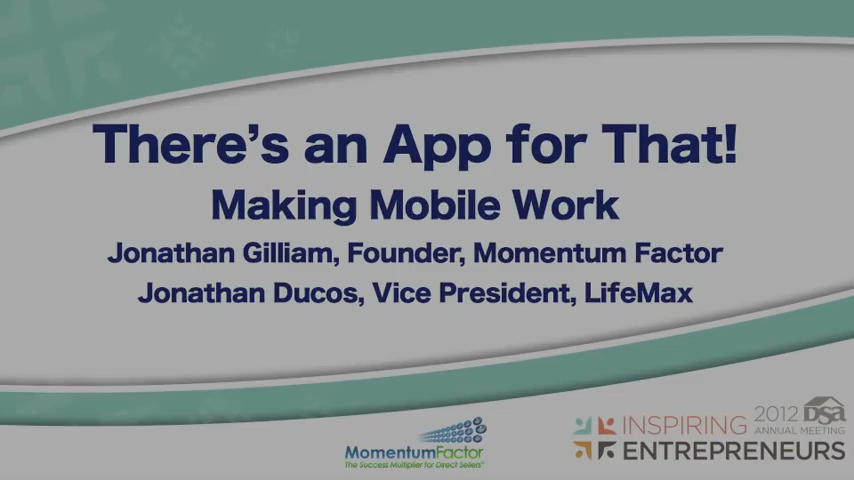 There's an App for That!
Making Mobile Work
Jonathan Gilliam, Founder, Momentum Factor
Jonathan Ducos, Vice President, LifeMax
MomentumFactor
The Success Multiplier for Direct Sellers
INSPIRING
ENTREPRENEURS
2012 DSA
ANNUAL MEETING